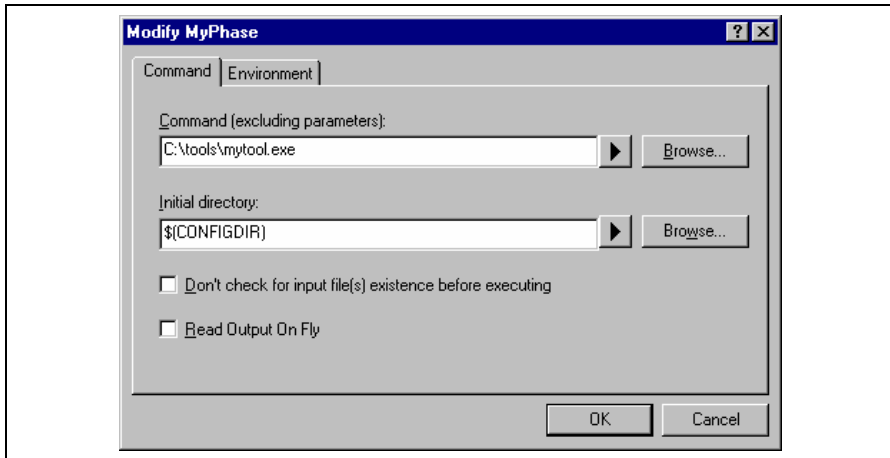 Modify MyPhase
Command Environment
Command (excluding parameters):
C:\tools\mytool.exe Browse...
Initial directory:
$(CONFIGDIR) Browse...
Don't check for input file(s) existence before executing
Read Output On Fly
OK Cancel